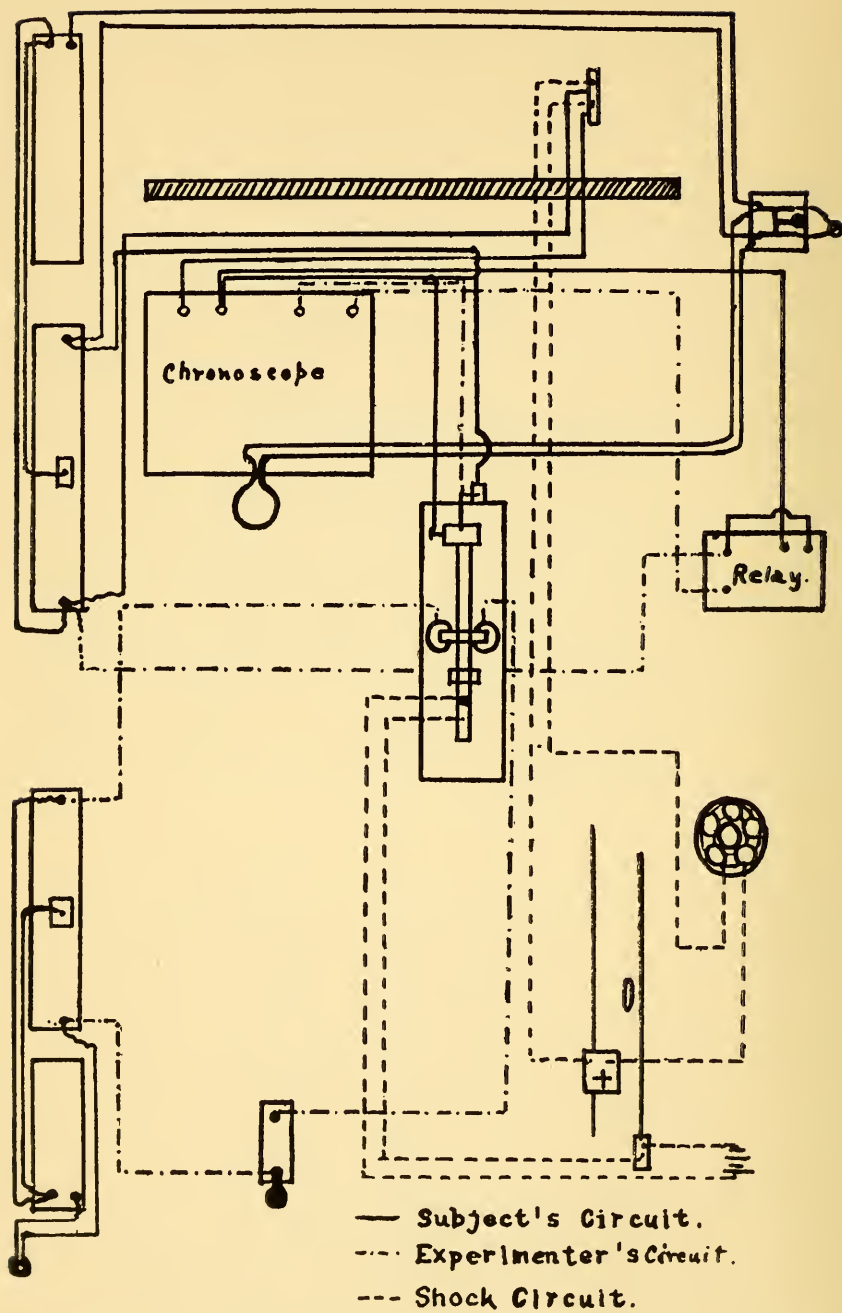 Chronoscope
Relay.
Subject's Circuit.
Experimenter's Circuit.
Shock Circuit.